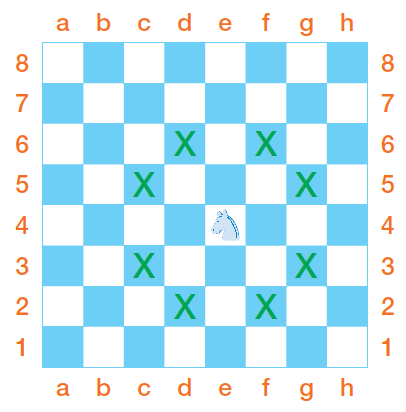 a b c d e f g h
8 8
7 7
6 X X 6
5 X X 5
4 4
3 X X 3
2 X X 2
1 1
a b c d e f g h